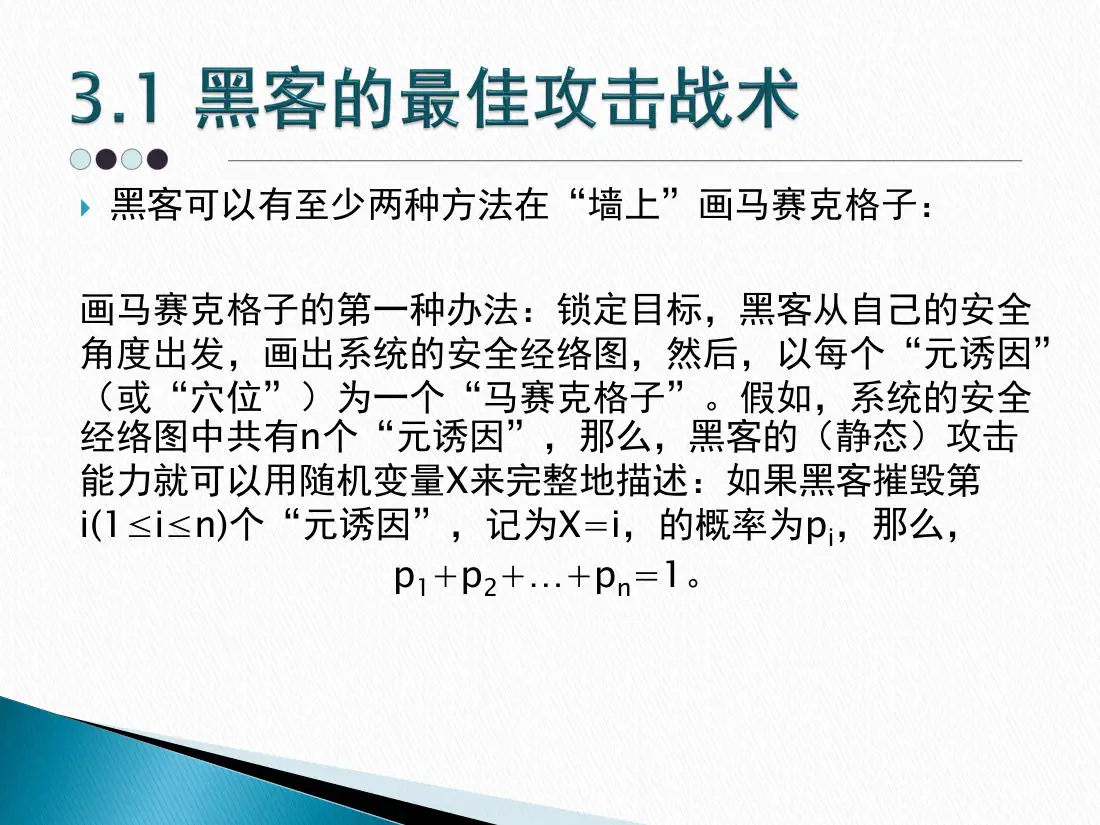 3.1 黑客的最佳攻击战术
黑客可以有至少两种方法在“墙上”画马赛克格子：
画马赛克格子的第一种办法：锁定目标，黑客从自己的安全
角度出发，画出系统的安全经络图，然后，以每个“元诱因”
（或“穴位”）为一个“马赛克格子”。假如，系统的安全
经络图中共有n个“元诱因”，那么，黑客的（静态）攻击
能力就可以用随机变量X来完整地描述：如果黑客摧毁第
i(1≤i≤n)个“元诱因”，记为X=i，的概率为pi，那么，
p1+p2+…+pn=1。